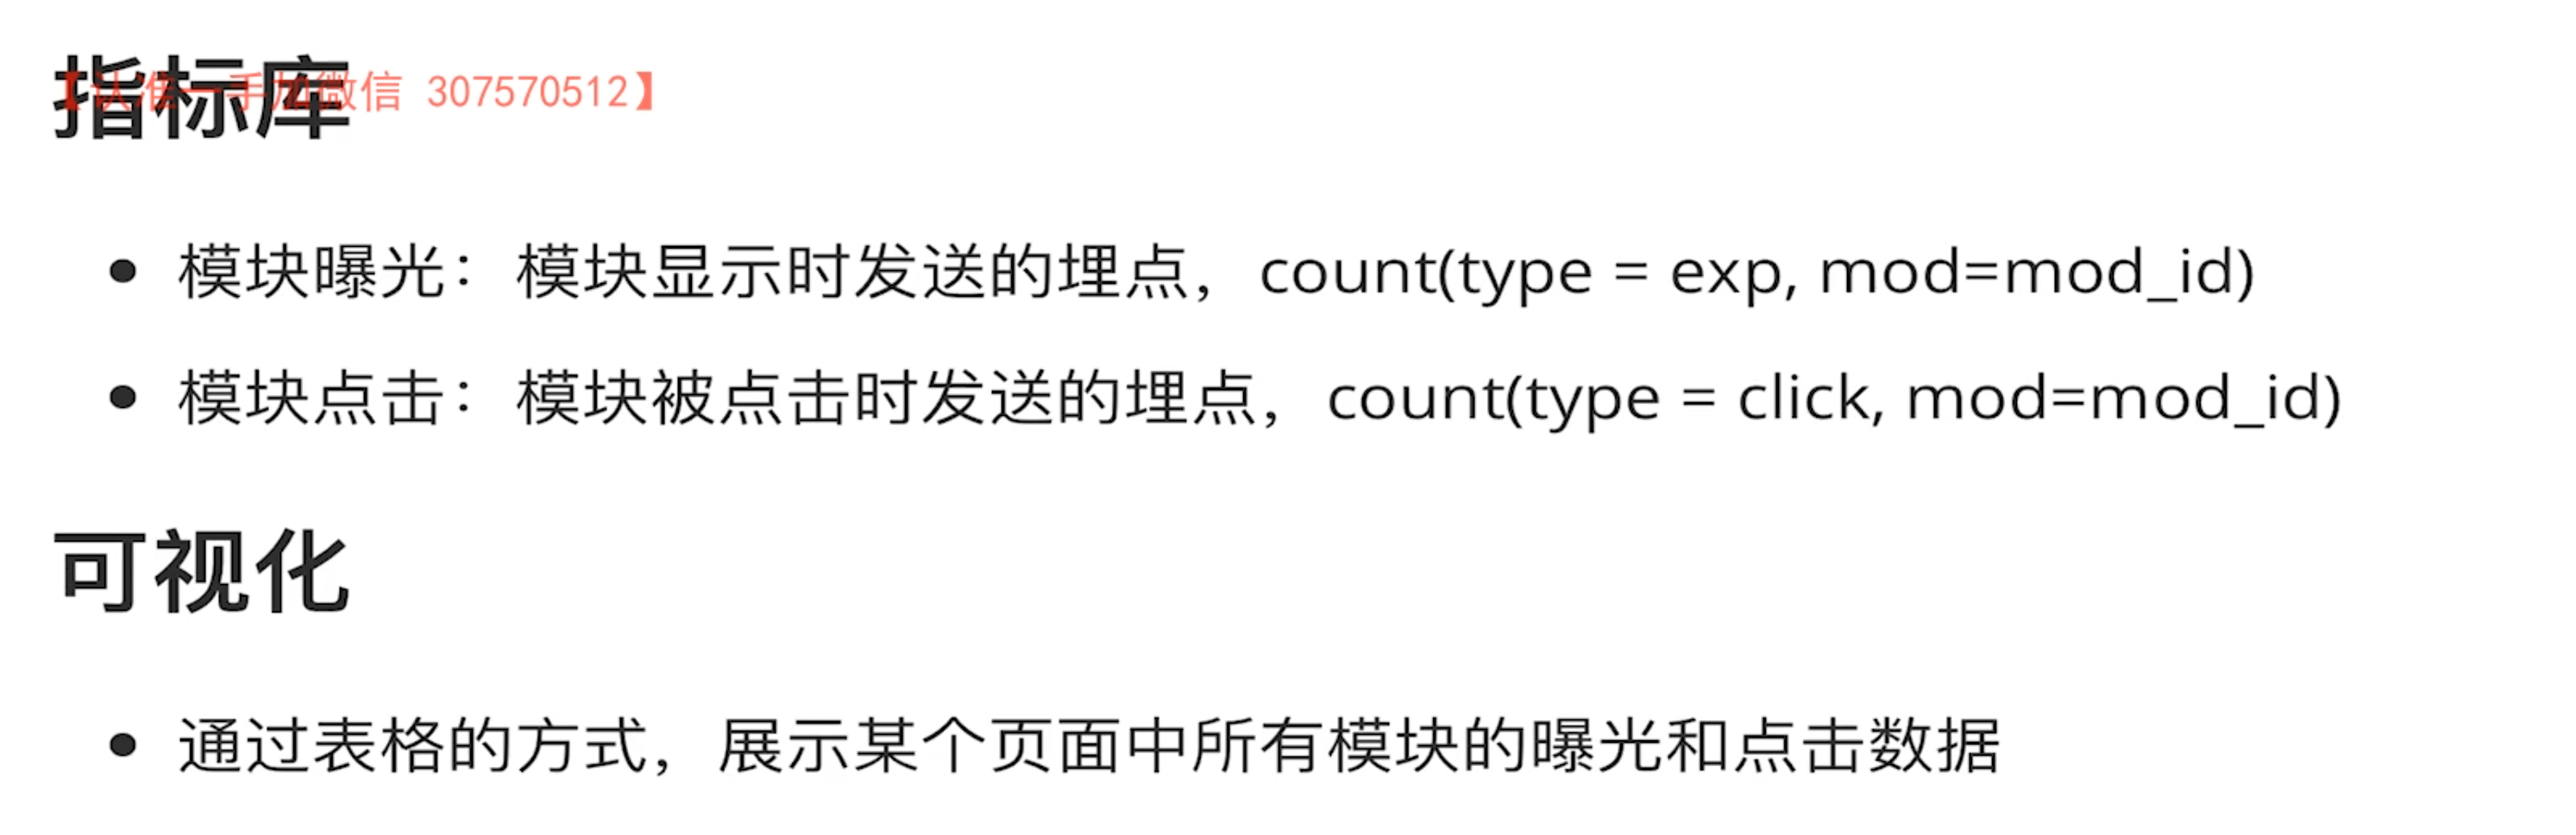 指标库
【认准一手加微信 307570512】
模块曝光：模块显示时发送的埋点，count(type = exp, mod=mod_id)
模块点击：模块被点击时发送的埋点，count(type = click, mod=mod_id)
可视化
通过表格的方式，展示某个页面中所有模块的曝光和点击数据